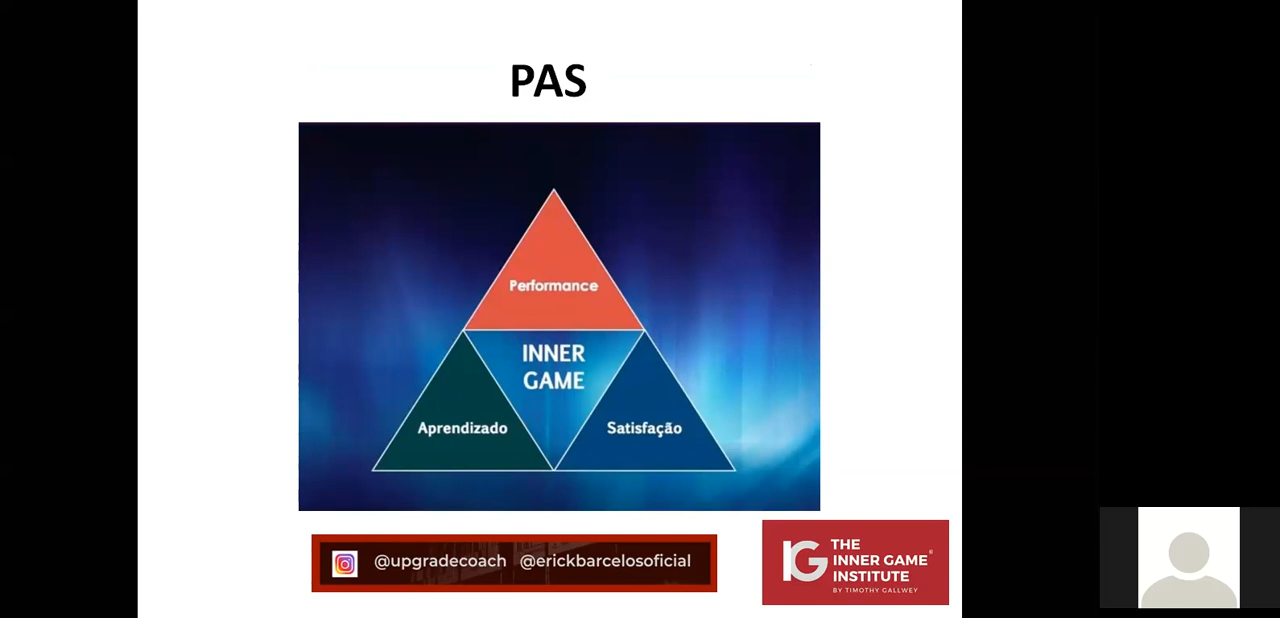 PAS
Performance
INNER
GAME
Aprendizado
Satisfação
@upgradecoach @erickbarcelosoficial
IG
THE
INNER GAME®
INSTITUTE
BY TIMOTHY GALLWEY